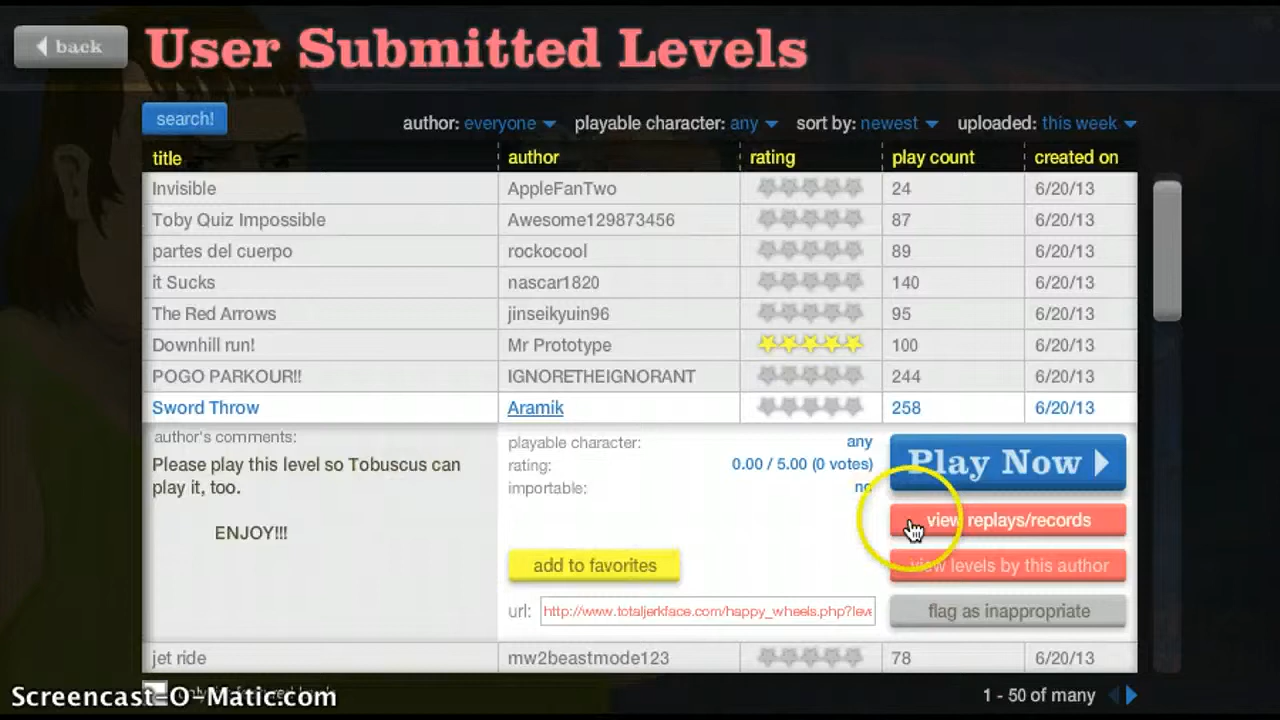 back
User Submitted Levels
search!
author: everyone playable character: any sort by: newest uploaded: this week
title author rating play count created on
Invisible AppleFanTwo 24 6/20/13
Toby Quiz Impossible Awesome129873456 87 6/20/13
partes del cuerpo rockocool 89 6/20/13
it Sucks nascar1820 140 6/20/13
The Red Arrows jinseikyuin96 95 6/20/13
Downhill run! Mr Prototype 100 6/20/13
POGO PARKOUR!! IGNORETHEIGNORANT 244 6/20/13
Sword Throw Aramik 258 6/20/13
author's comments:
Please play this level so Tobuscus can
play it, too.
ENJOY!!!
playable character: any
rating: 0.00 / 5.00 (0 votes)
importable: no
add to favorites
url: http://www.totaljerkface.com/happy_wheels.php?leve
Play Now
view replays/records
view levels by this author
flag as inappropriate
jet ride mw2beastmode123 78 6/20/13
Screencast-O-Matic.com
1 - 50 of many